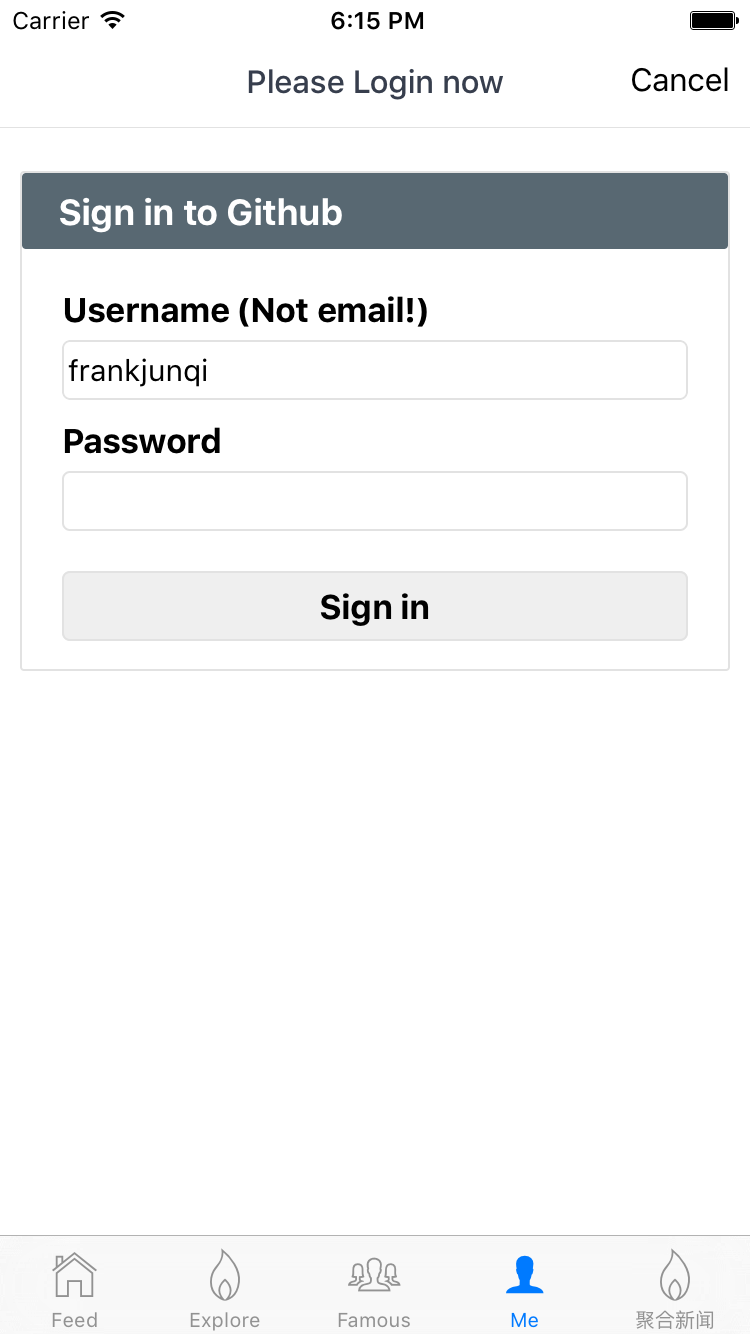 Carrier 6:15 PM
Please Login now Cancel
Sign in to Github
Username (Not email!)
frankjunqi
Password
Sign in
Feed Explore Famous Me 聚合新闻